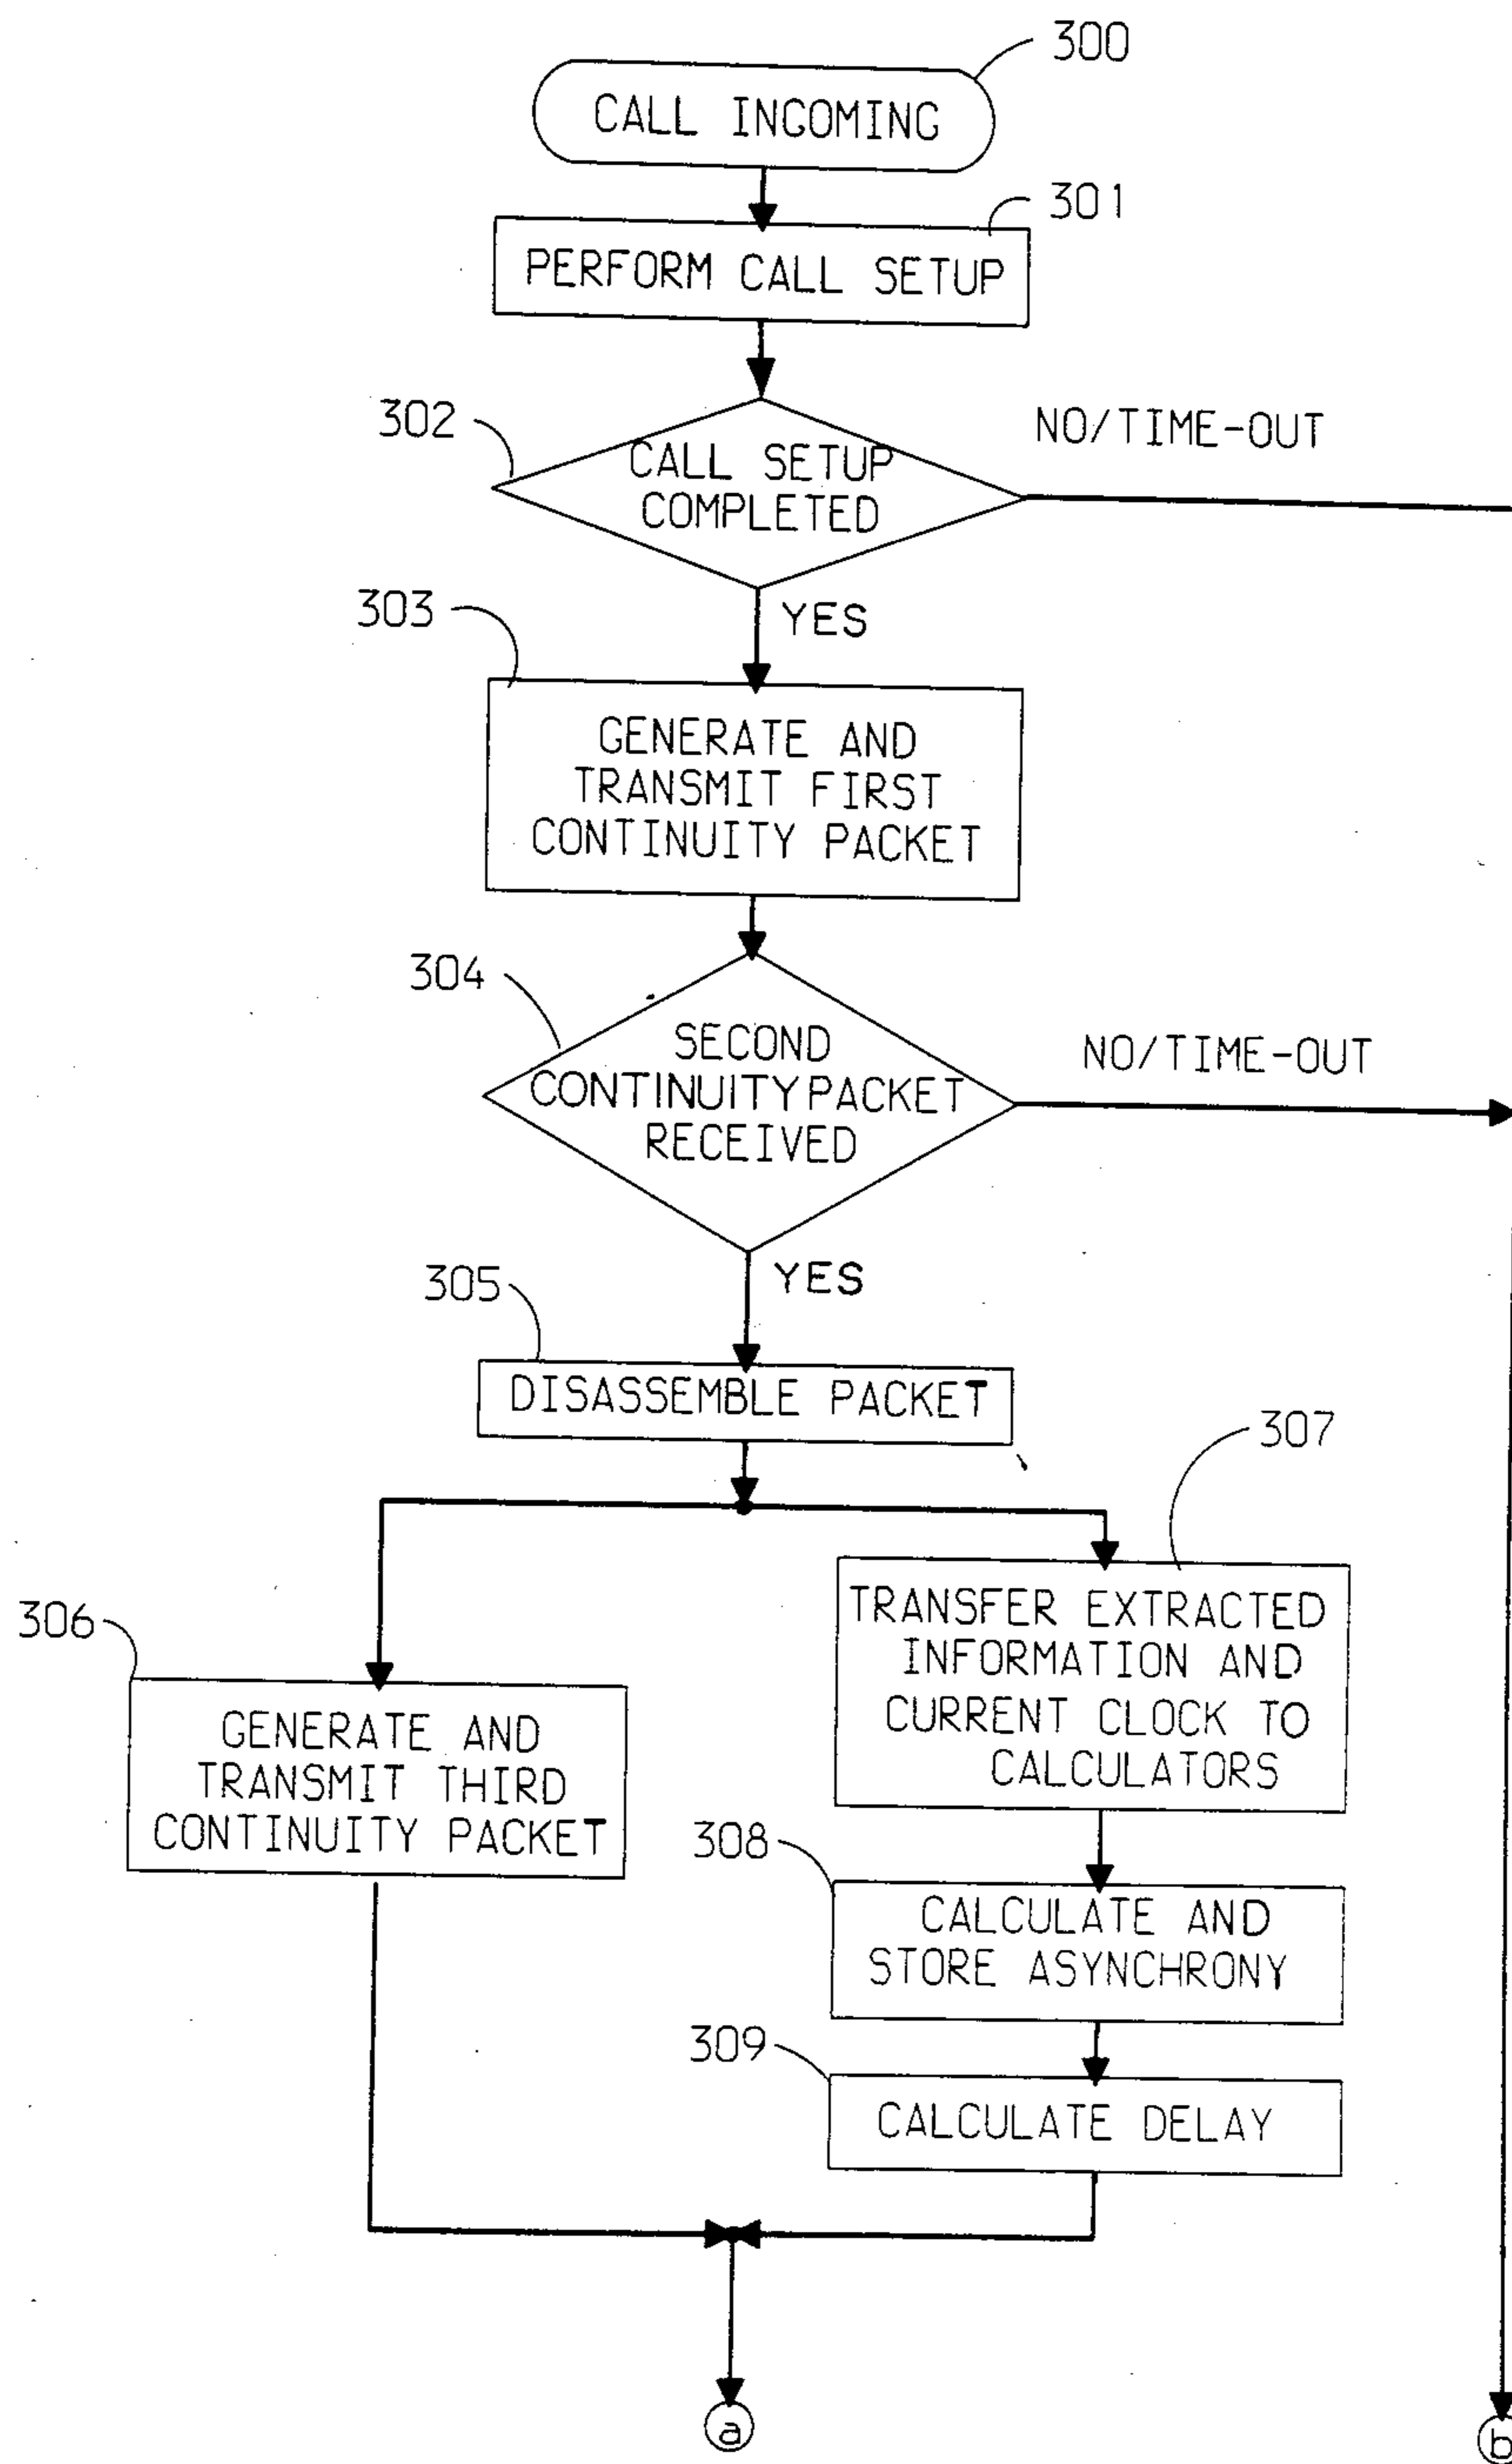 300
CALL INCOMING
301
PERFORM CALL SETUP
302
CALL SETUP
COMPLETED
NO/TIME-OUT
303
YES
GENERATE AND
TRANSMIT FIRST
CONTINUITY PACKET
304
SECOND
CONTINUITY PACKET
RECEIVED
NO/TIME-OUT
305
YES
DISASSEMBLE PACKET
307
306
TRANSFER EXTRACTED
INFORMATION AND
CURRENT CLOCK TO
CALCULATORS
GENERATE AND
TRANSMIT THIRD
CONTINUITY PACKET
308
CALCULATE AND
STORE ASYNCHRONY
309
CALCULATE DELAY
a
b